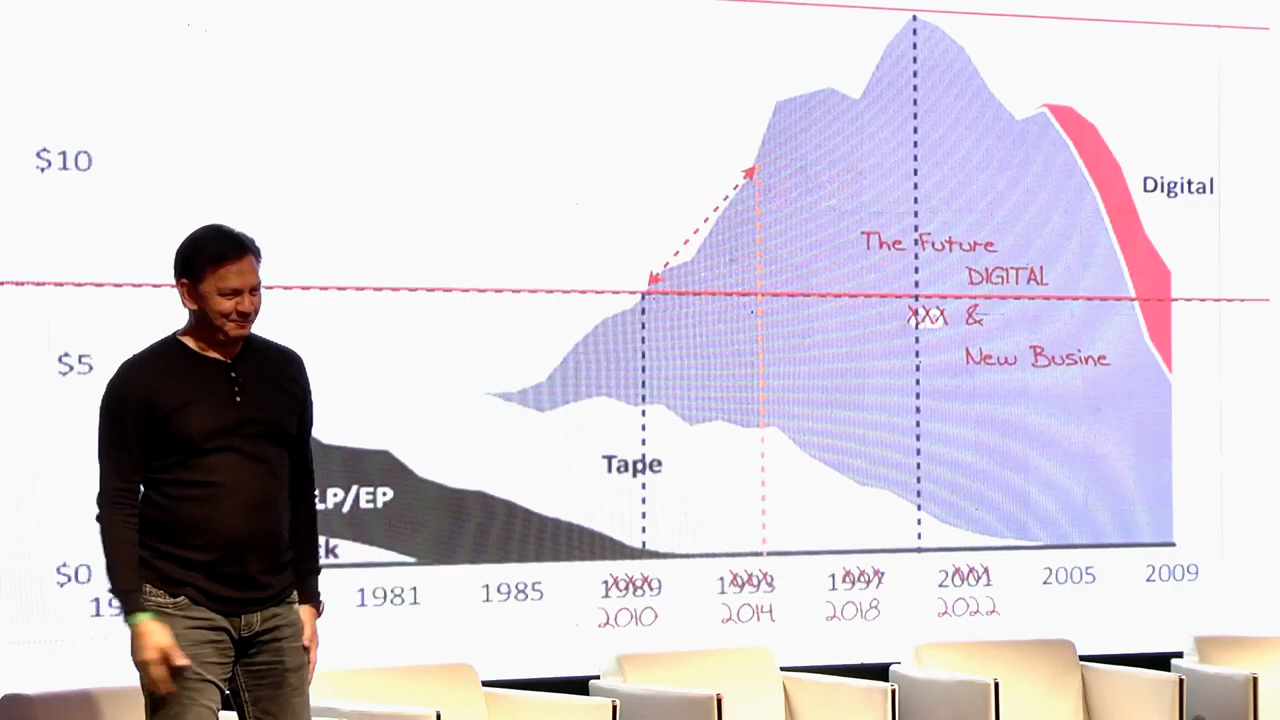 $10
Digital
The Future
DIGITAL
XXX &
$5
New Busine
Tape
LP/EP
$0
1981 1985 1989 1993 1997 2001 2005 2009
2010 2014 2018 2022